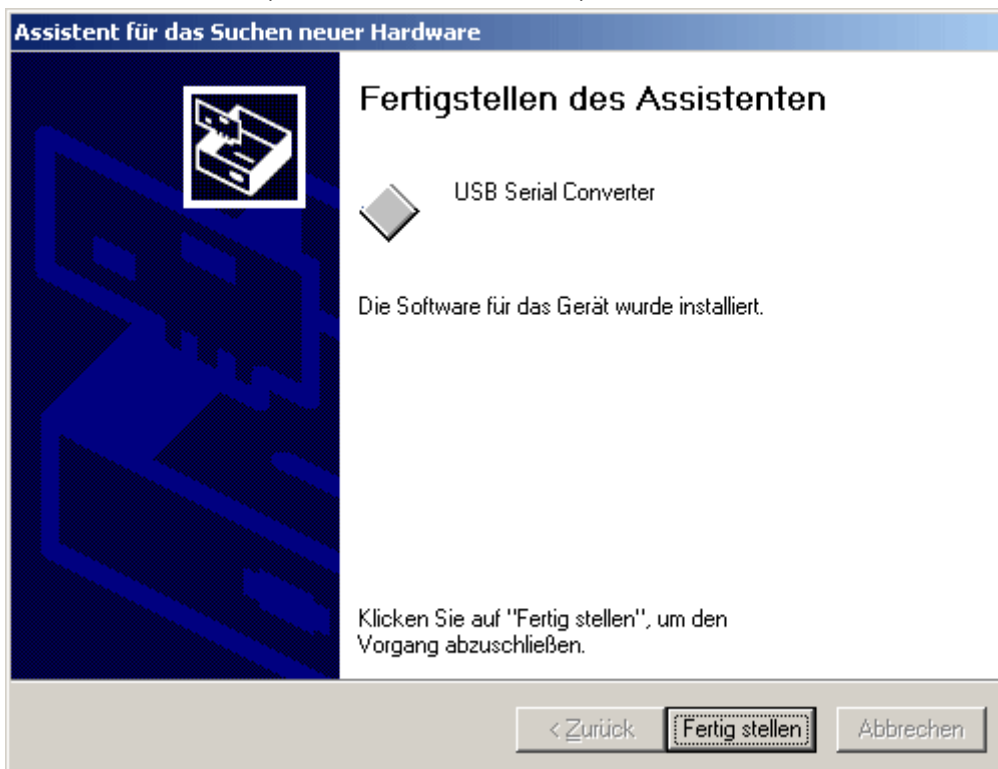 Assistent für das Suchen neuer Hardware
Fertigstellen des Assistenten
USB Serial Converter
Die Software für das Gerät wurde installiert.
Klicken Sie auf "Fertig stellen", um den
Vorgang abzuschließen.
< Zurück
Fertig stellen
Abbrechen